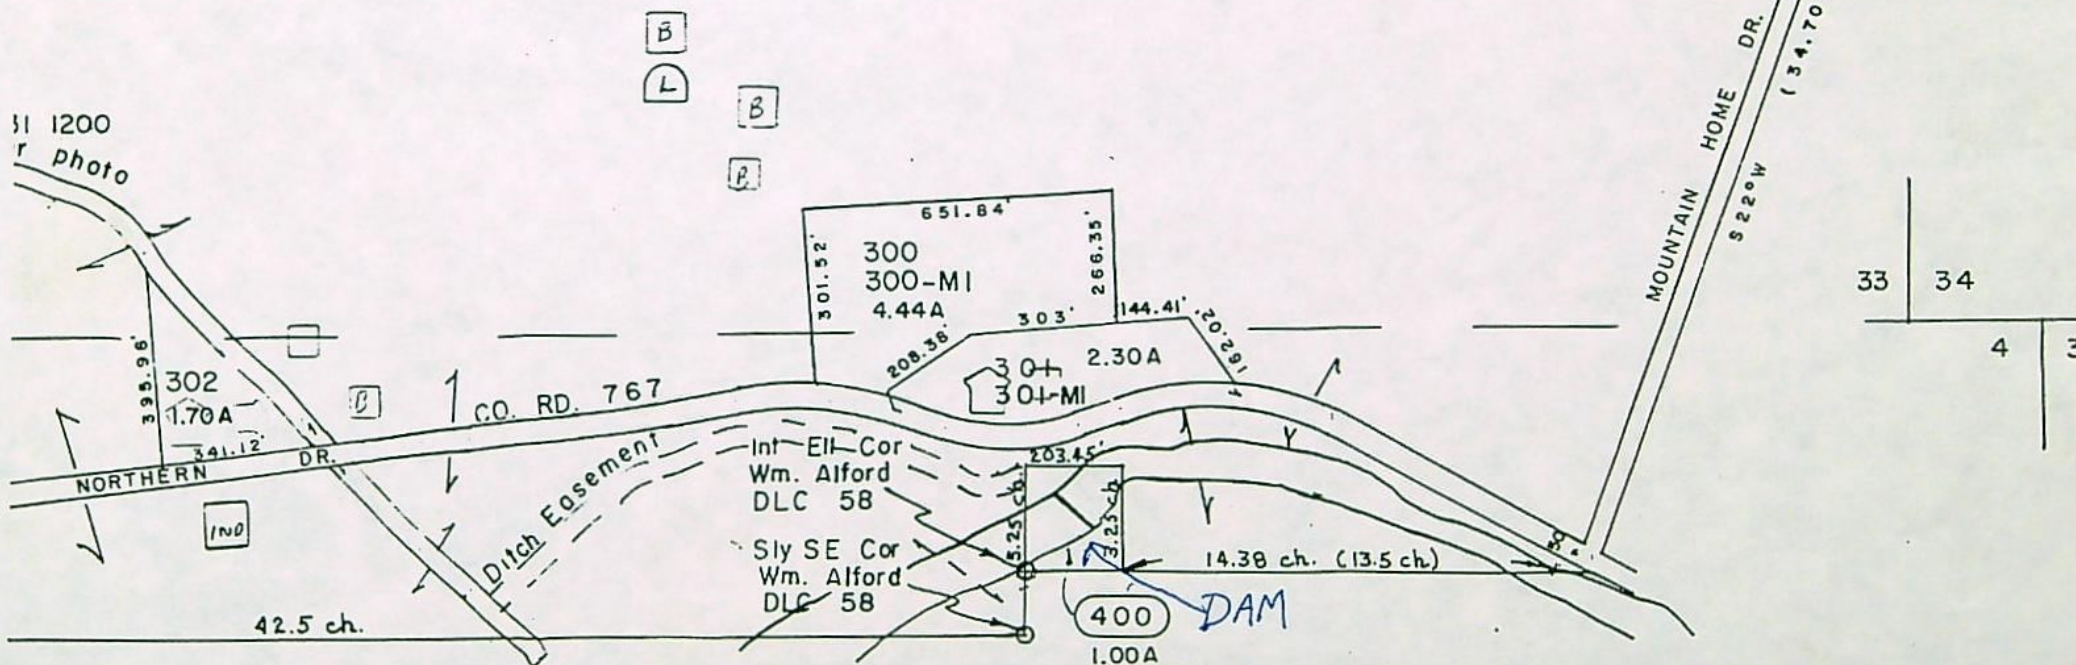 B
L
B
B
1200
photo
MOUNTAIN HOME DR.
S 22° W
(34.70
33 34
4
651.84'
301.52'
266.35'
300
300-MI
4.44A
303'
144.41'
208.38'
162.02'
301
301-MI
2.30A
395.96'
302
1.70A
341.12'
NORTHERN DR.
CO. RD. 767
IND
Ditch Easement
Int Ell Cor
Wm. Alford
DLC 58
Sly SE Cor
Wm. Alford
DLC 58
203.45'
5.25 ch.
3.25 ch.
14.38 ch. (13.5 ch)
30
42.5 ch.
400
1.00A
DAM